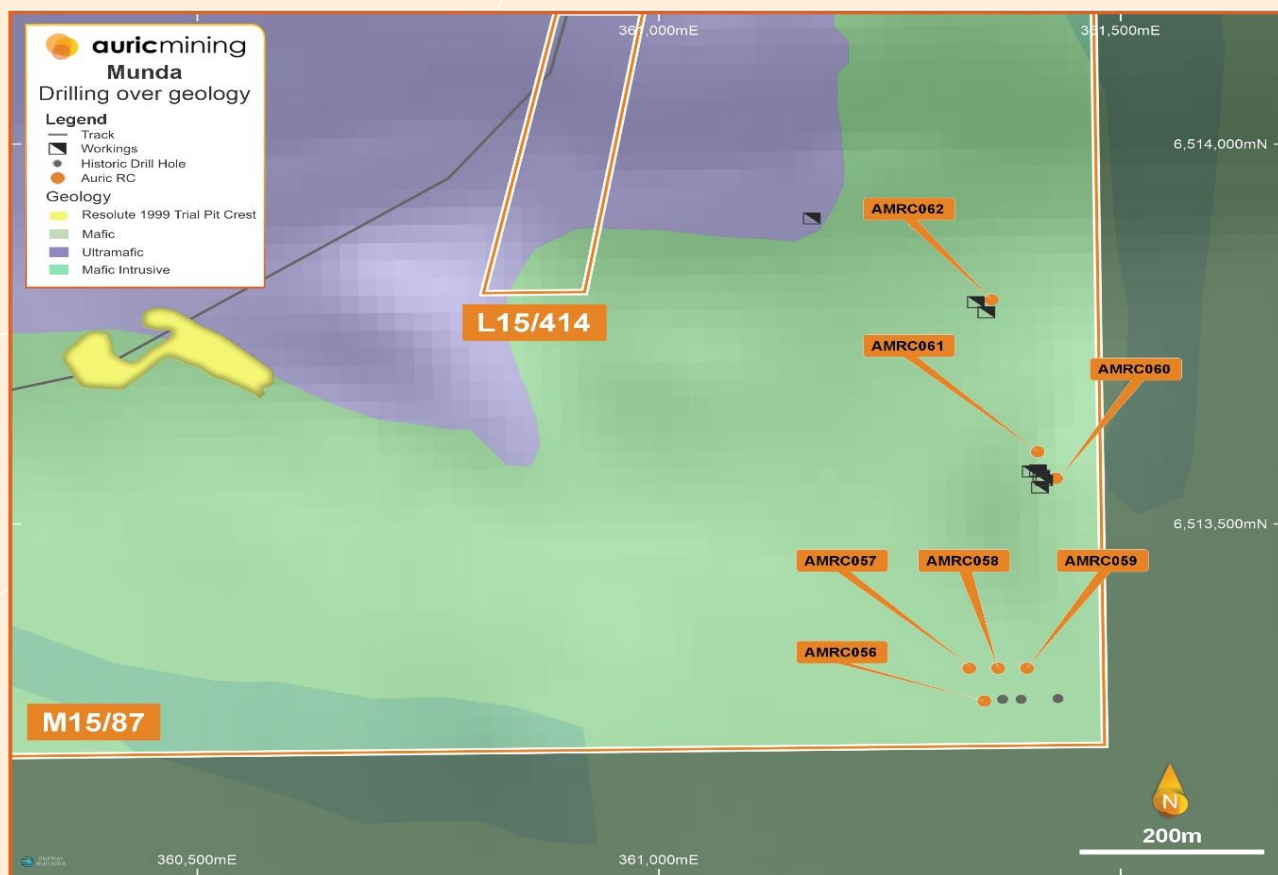 auricmining
Munda
Drilling over geology
Legend
Track
Workings
Historic Drill Hole
Auric RC
Geology
Resolute 1999 Trial Pit Crest
Mafic
Ultramafic
Mafic Intrusive
361,000mE
361,500mE
6,514,000mN
AMRC062
L15/414
AMRC061
AMRC060
6,513,500mN
AMRC057
AMRC058
AMRC059
AMRC056
M15/87
N
200m
360,500mE
361,000mE